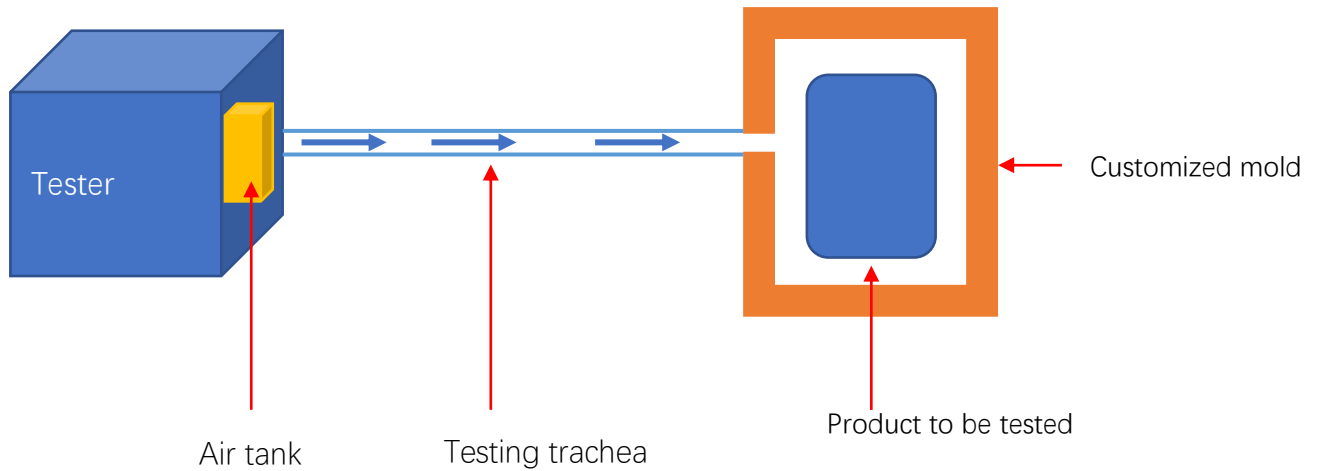 Tester
Customized mold
Product to be tested
Air tank
Testing trachea